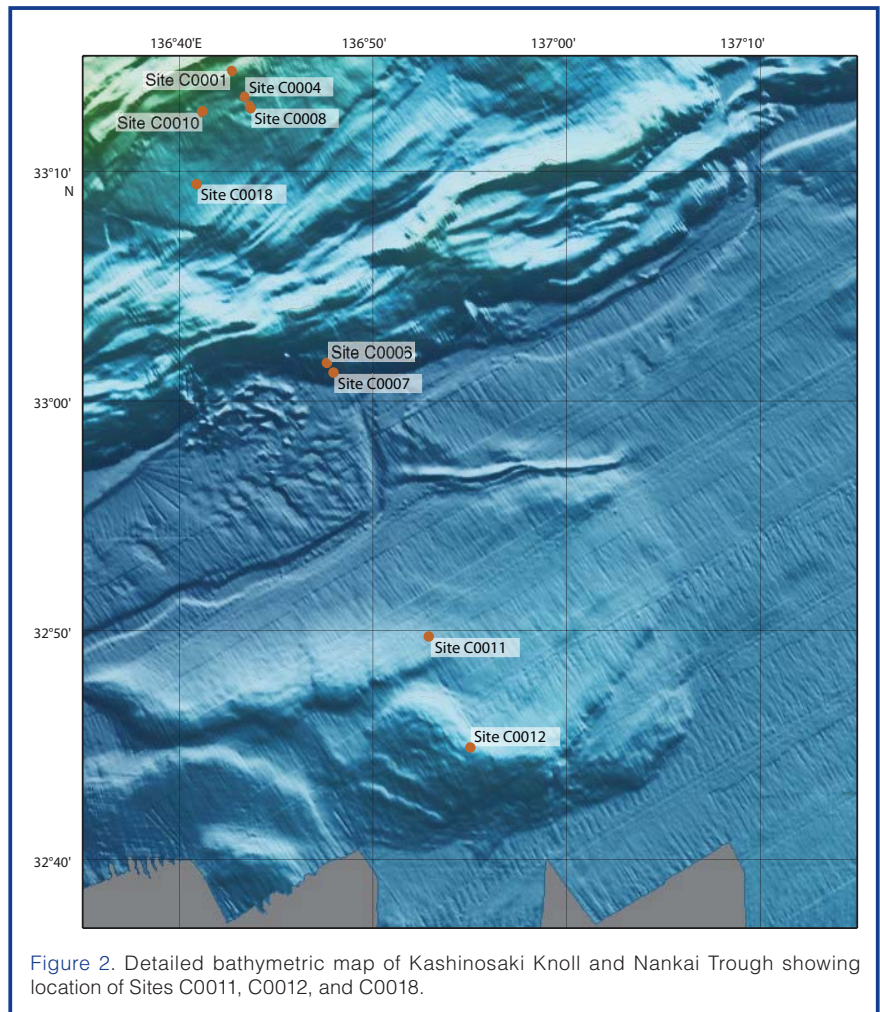 136°40'E 136°50' 137°00' 137°10'
Site C0001
Site C0004
Site C0010
Site C0008
33°10'
N
Site C0018
Site C0006
Site C0007
33°00'
32°50'
Site C0011
Site C0012
32°40'
Figure 2. Detailed bathymetric map of Kashinosaki Knoll and Nankai Trough showing
location of Sites C0011, C0012, and C0018.